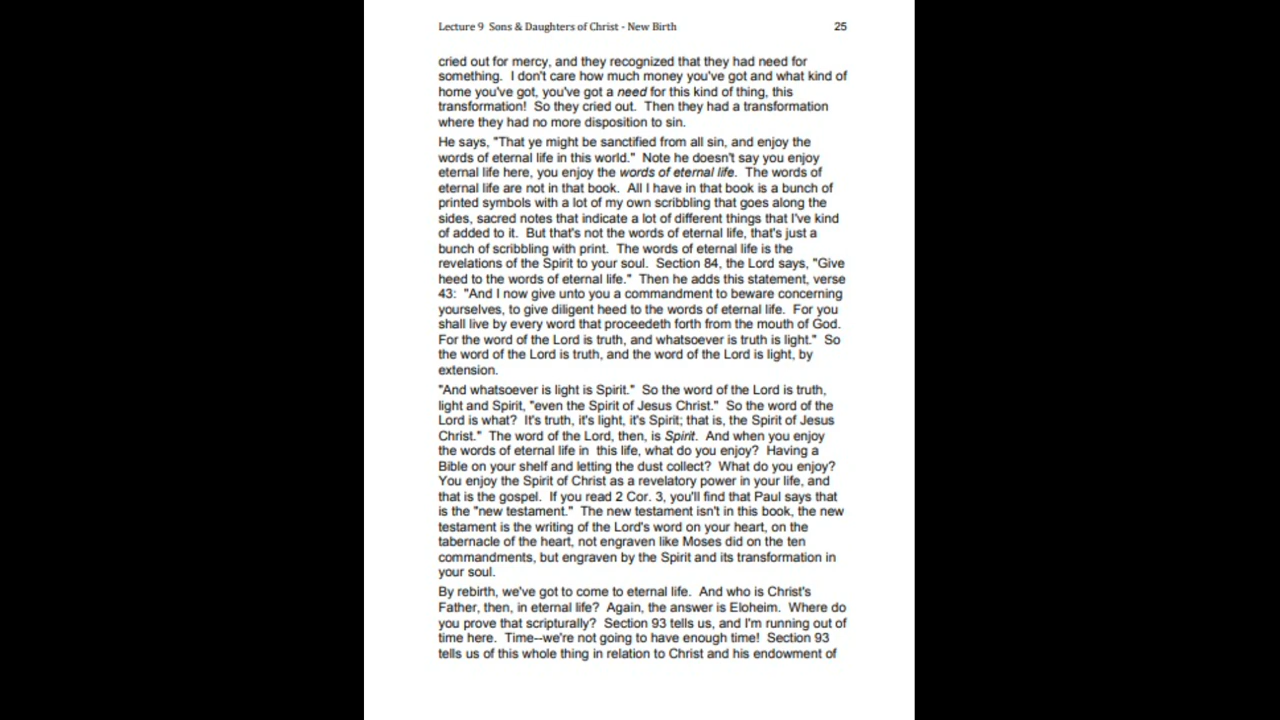 Lecture 9 Sons & Daughters of Christ - New Birth 25
cried out for mercy, and they recognized that they had need for
something. I don't care how much money you've got and what kind of
home you've got, you've got a need for this kind of thing, this
transformation! So they cried out. Then they had a transformation
where they had no more disposition to sin.
He says, "That ye might be sanctified from all sin, and enjoy the
words of eternal life in this world." Note he doesn't say you enjoy
eternal life here, you enjoy the words of eternal life. The words of
eternal life are not in that book. All I have in that book is a bunch of
printed symbols with a lot of my own scribbling that goes along the
sides, sacred notes that indicate a lot of different things that I've kind
of added to it. But that's not the words of eternal life, that's just a
bunch of scribbling with print. The words of eternal life is the
revelations of the Spirit to your soul. Section 84, the Lord says, "Give
heed to the words of eternal life." Then he adds this statement, verse
43: "And I now give unto you a commandment to beware concerning
yourselves, to give diligent heed to the words of eternal life. For you
shall live by every word that proceedeth forth from the mouth of God.
For the word of the Lord is truth, and whatsoever is truth is light." So
the word of the Lord is truth, and the word of the Lord is light, by
extension.
"And whatsoever is light is Spirit." So the word of the Lord is truth,
light and Spirit, "even the Spirit of Jesus Christ." So the word of the
Lord is what? It's truth, it's light, it's Spirit; that is, the Spirit of Jesus
Christ." The word of the Lord, then, is Spirit. And when you enjoy
the words of eternal life in this life, what do you enjoy? Having a
Bible on your shelf and letting the dust collect? What do you enjoy?
You enjoy the Spirit of Christ as a revelatory power in your life, and
that is the gospel. If you read 2 Cor. 3, you'll find that Paul says that
is the "new testament." The new testament isn't in this book, the new
testament is the writing of the Lord's word on your heart, on the
tabernacle of the heart, not engraven like Moses did on the ten
commandments, but engraven by the Spirit and its transformation in
your soul.
By rebirth, we've got to come to eternal life. And who is Christ's
Father, then, in eternal life? Again, the answer is Eloheim. Where do
you prove that scripturally? Section 93 tells us, and I'm running out of
time here. Time--we're not going to have enough time! Section 93
tells us of this whole thing in relation to Christ and his endowment of